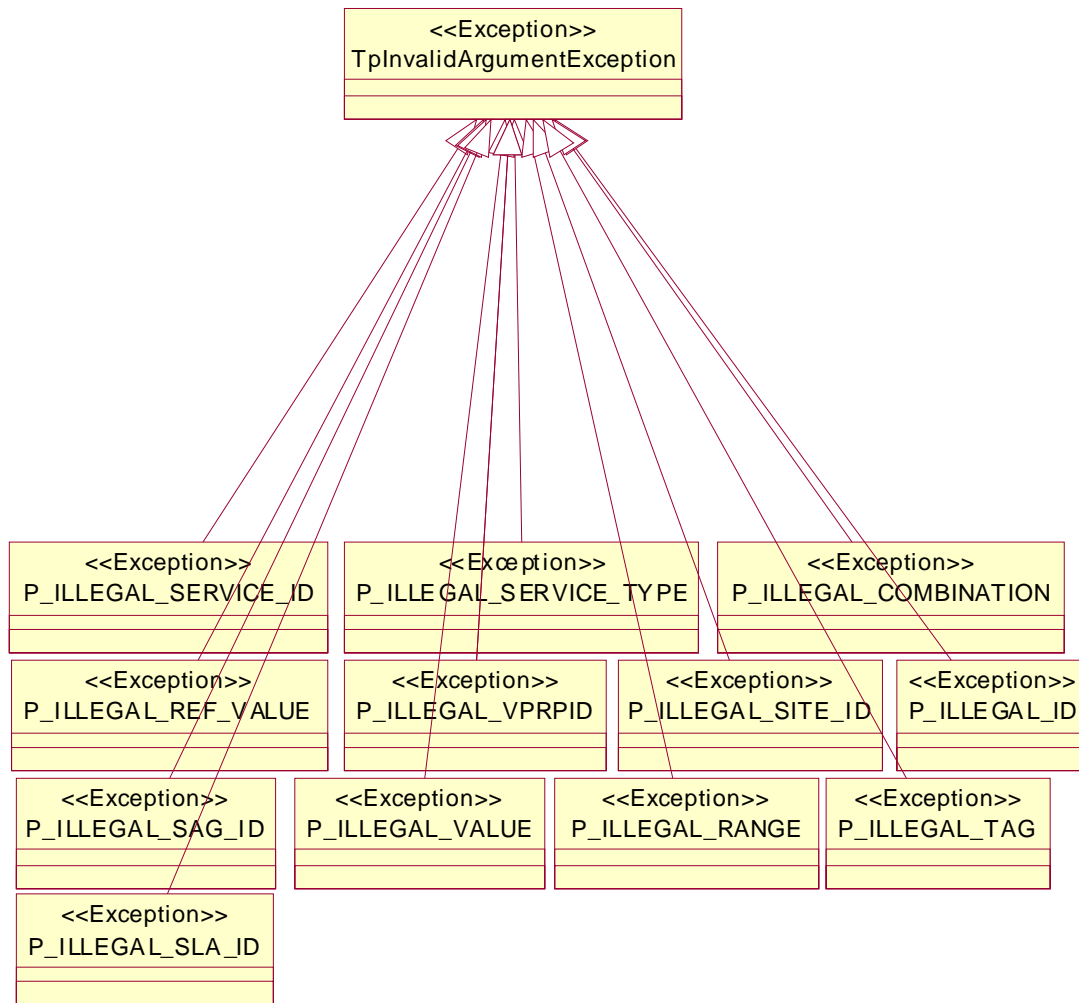 <<Exception>>
TpInvalidArgumentException
<<Exception>>
P_ILLEGAL_SERVICE_ID
<<Exception>>
P_ILLEGAL_SERVICE_TYPE
<<Exception>>
P_ILLEGAL_COMBINATION
<<Exception>>
P_ILLEGAL_REF_VALUE
<<Exception>>
P_ILLEGAL_VPRPID
<<Exception>>
P_ILLEGAL_SITE_ID
<<Exception>>
P_ILLEGAL_ID
<<Exception>>
P_ILLEGAL_SAG_ID
<<Exception>>
P_ILLEGAL_VALUE
<<Exception>>
P_ILLEGAL_RANGE
<<Exception>>
P_ILLEGAL_TAG
<<Exception>>
P_ILLEGAL_SLA_ID